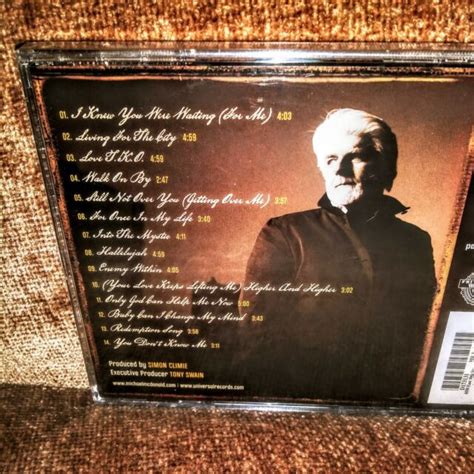 01. I Knew You Were Waiting (For Me) 4:03
02. Living For The City 4:59
03. Love T.K.O. 4:59
04. Walk On By 2:47
05. Still Not Over You (Getting Over Me) 3:57
06. For Once In My Life 3:40
07. Into The Mystic 4:11
08. Hallelujah 4:59
09. Enemy Within 4:05
10. (Your Love Keeps Lifting Me) Higher And Higher 3:02
11. Only God Can Help Me Now 5:00
12. Baby Can I Change My Mind 3:43
13. Redemption Song 3:59
14. You Don't Know Me 3:11
Produced by SIMON CLIMIE
Executive Producer TONY SWAIN
www.michaelmcdonald.com / www.universalrecords.com